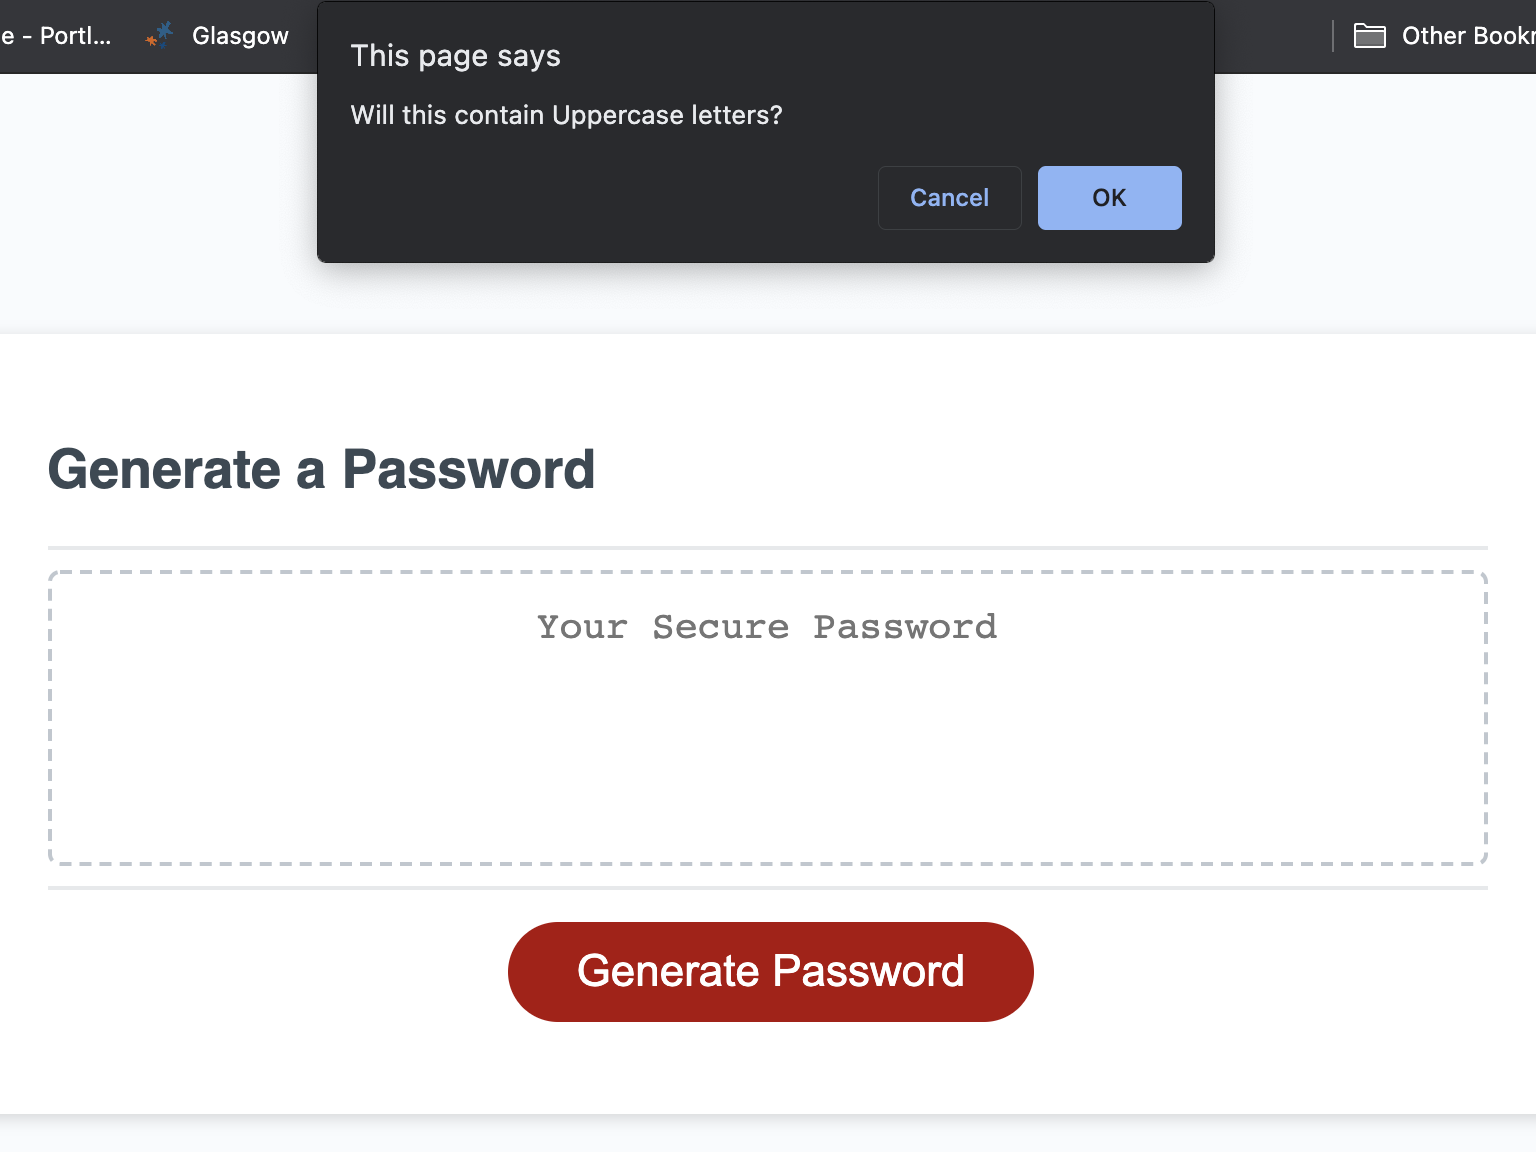 e - Portl...
Glasgow
Other Bookr
This page says
Will this contain Uppercase letters?
Cancel
OK
Generate a Password
Your Secure Password
Generate Password